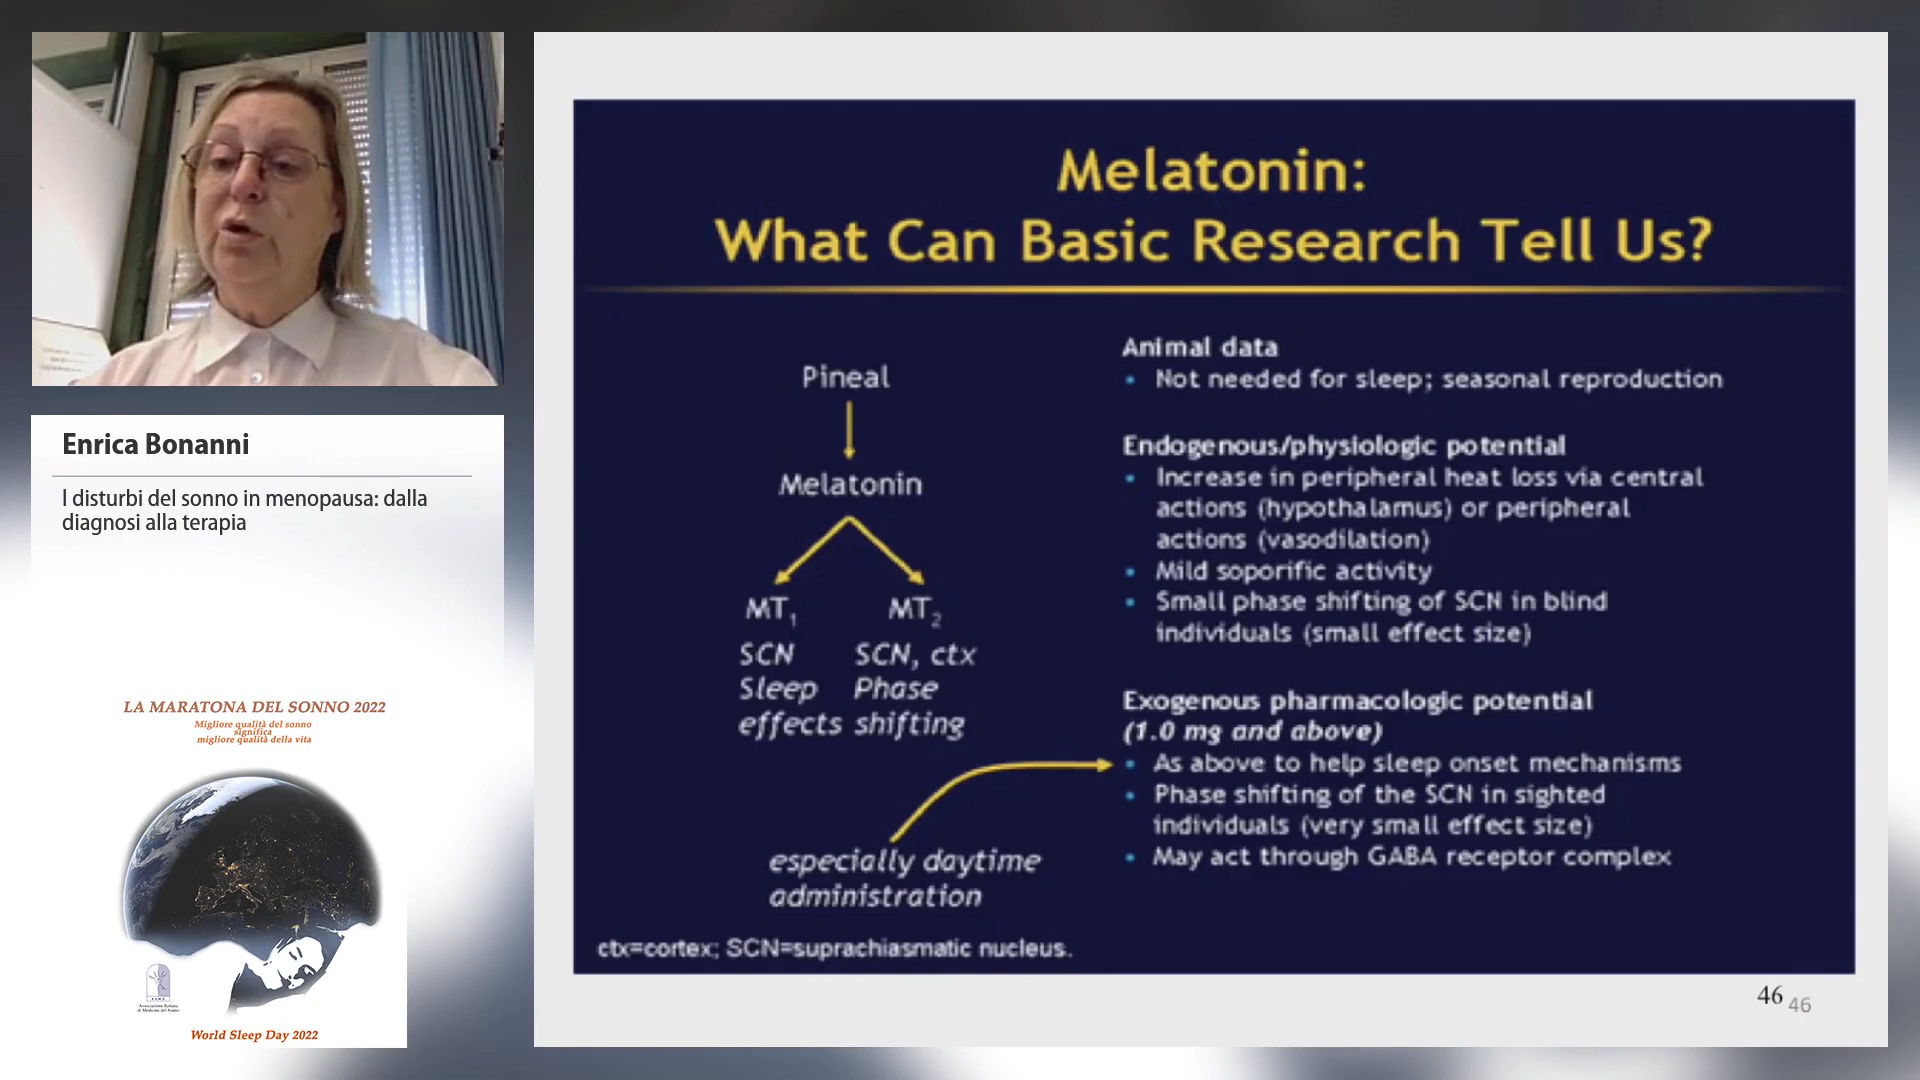 Enrica Bonanni
I disturbi del sonno in menopausa: dalla
diagnosi alla terapia
LA MARATONA DEL SONNO 2022
Migliore qualità del sonno
significa
migliore qualità della vita
Associazione Italiana
di Medicina del Sonno
World Sleep Day 2022
Melatonin:
What Can Basic Research Tell Us?
Pineal
Melatonin
MT1 MT2
SCN SCN, ctx
Sleep Phase
effects shifting
especially daytime
administration
Animal data
• Not needed for sleep; seasonal reproduction
Endogenous/physiologic potential
• Increase in peripheral heat loss via central
actions (hypothalamus) or peripheral
actions (vasodilation)
• Mild soporific activity
• Small phase shifting of SCN in blind
individuals (small effect size)
Exogenous pharmacologic potential
(1.0 mg and above)
• As above to help sleep onset mechanisms
• Phase shifting of the SCN in sighted
individuals (very small effect size)
• May act through GABA receptor complex
ctx=cortex; SCN=suprachiasmatic nucleus.
46 46